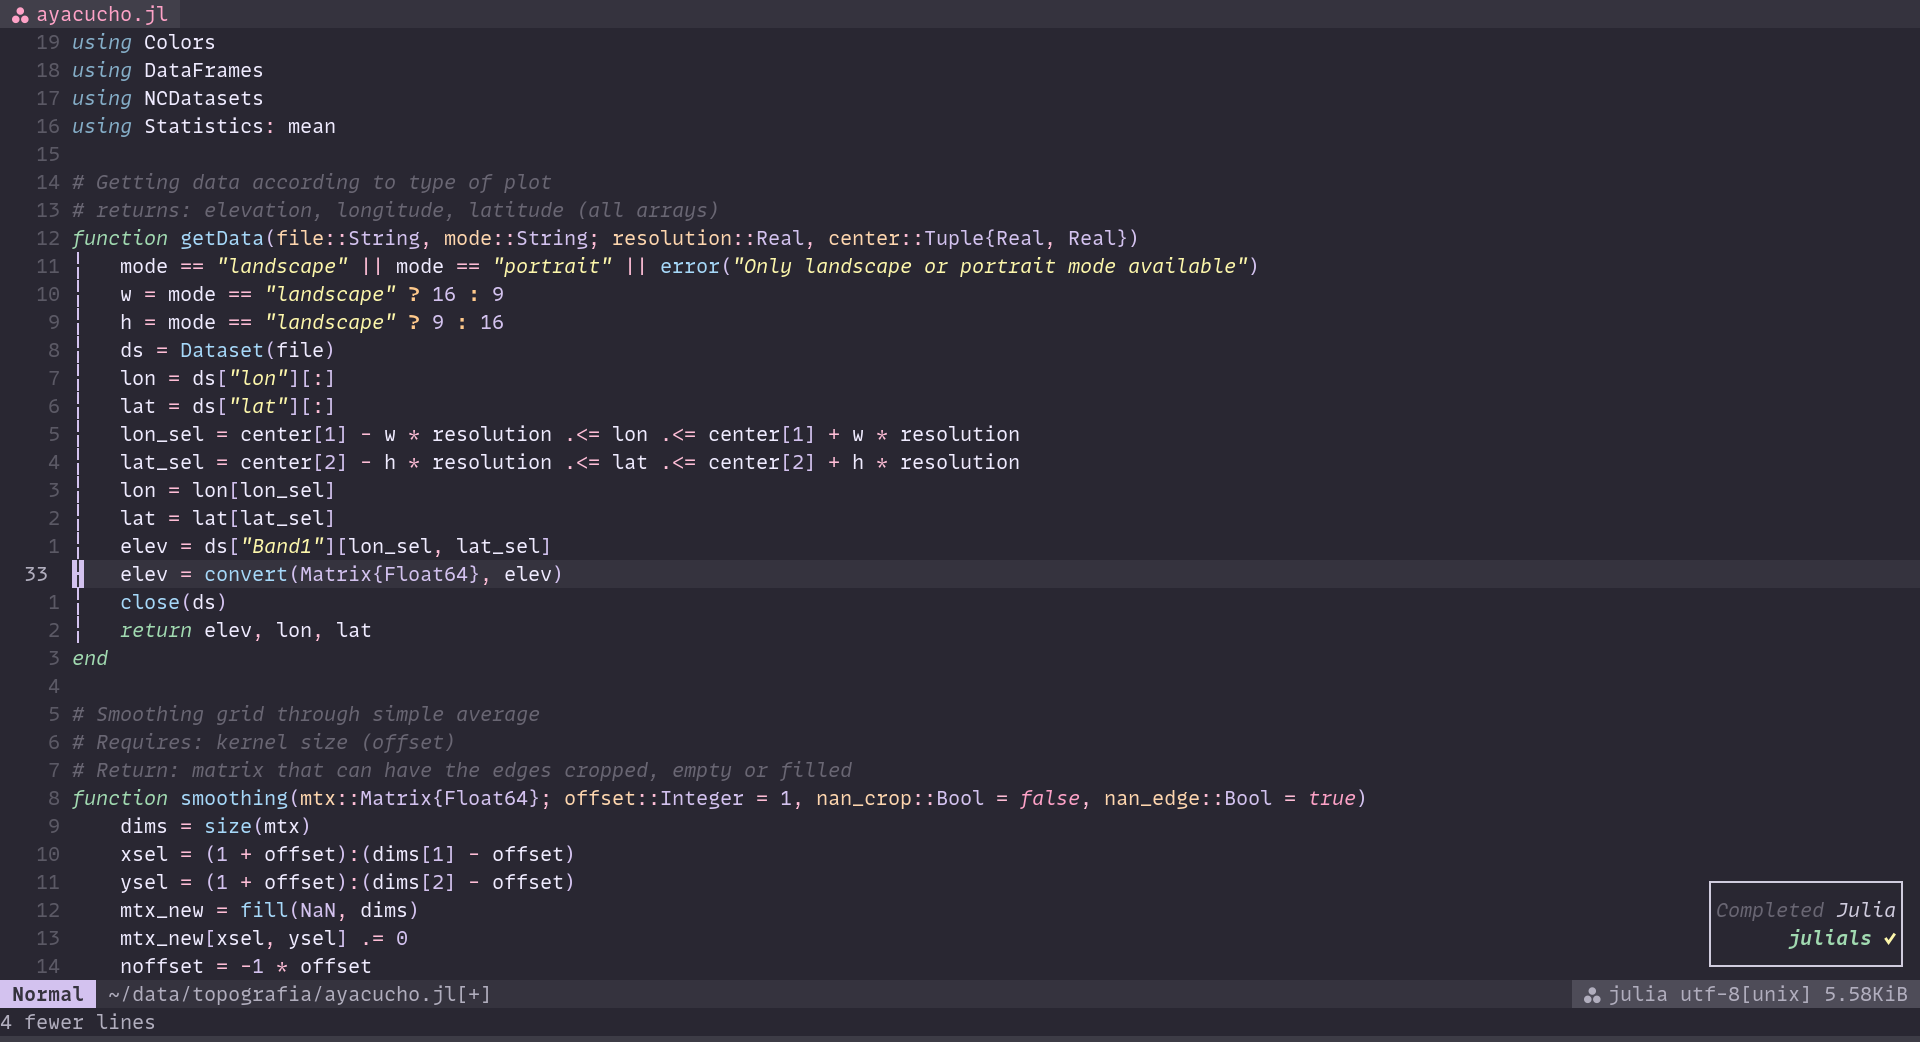 ayacucho.jl
19 using Colors
18 using DataFrames
17 using NCDatasets
16 using Statistics: mean
15
14 # Getting data according to type of plot
13 # returns: elevation, longitude, latitude (all arrays)
12 function getData(file::String, mode::String; resolution::Real, center::Tuple{Real, Real})
11     mode == "landscape" || mode == "portrait" || error("Only landscape or portrait mode available")
10     w = mode == "landscape" ? 16 : 9
9     h = mode == "landscape" ? 9 : 16
8     ds = Dataset(file)
7     lon = ds["lon"][:]
6     lat = ds["lat"][:]
5     lon_sel = center[1] - w * resolution .<= lon .<= center[1] + w * resolution
4     lat_sel = center[2] - h * resolution .<= lat .<= center[2] + h * resolution
3     lon = lon[lon_sel]
2     lat = lat[lat_sel]
1     elev = ds["Band1"][lon_sel, lat_sel]
33     elev = convert(Matrix{Float64}, elev)
1     close(ds)
2     return elev, lon, lat
3 end
4
5 # Smoothing grid through simple average
6 # Requires: kernel size (offset)
7 # Return: matrix that can have the edges cropped, empty or filled
8 function smoothing(mtx::Matrix{Float64}; offset::Integer = 1, nan_crop::Bool = false, nan_edge::Bool = true)
9     dims = size(mtx)
10     xsel = (1 + offset):(dims[1] - offset)
11     ysel = (1 + offset):(dims[2] - offset)
12     mtx_new = fill(NaN, dims)
13     mtx_new[xsel, ysel] .= 0
14     noffset = -1 * offset
Completed Julia
julials ✓
Normal ~/data/topografia/ayacucho.jl[+] julia utf-8[unix] 5.58KiB
4 fewer lines